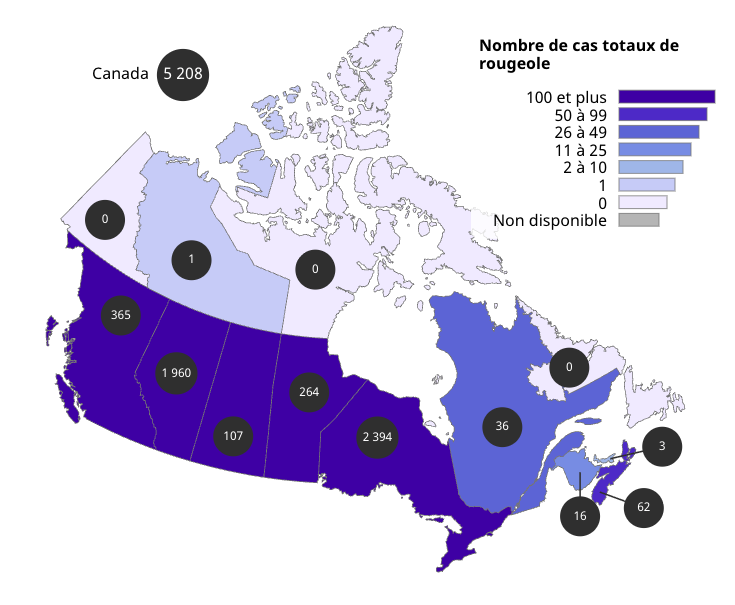 Nombre de cas totaux de
rougeole
Canada 5 208
100 et plus
50 à 99
26 à 49
11 à 25
2 à 10
1
0
Non disponible
0
1
0
365
1 960
107
264
2 394
36
0
3
16
62